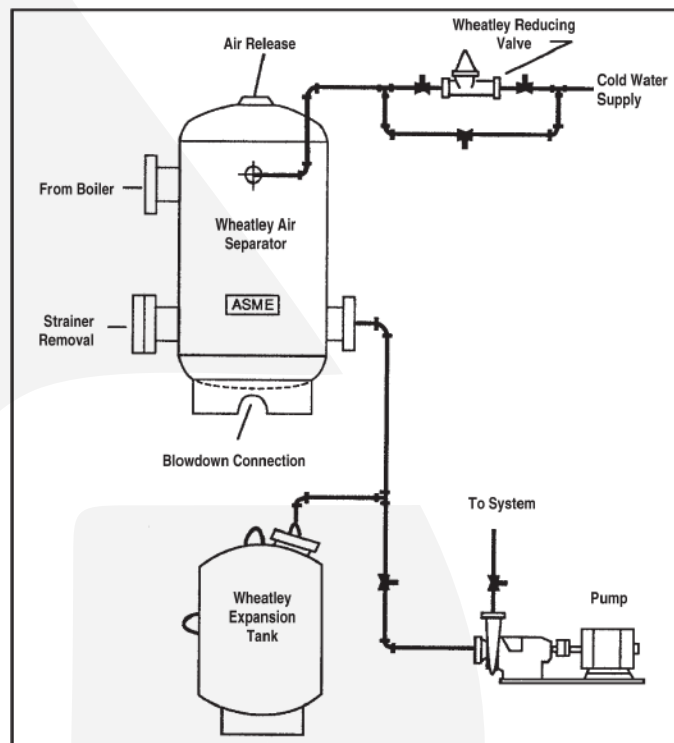 Air Release
Wheatley Reducing
Valve
Cold Water
Supply
From Boiler
Wheatley Air
Separator
ASME
Strainer
Removal
Blowdown Connection
To System
Pump
Wheatley
Expansion
Tank